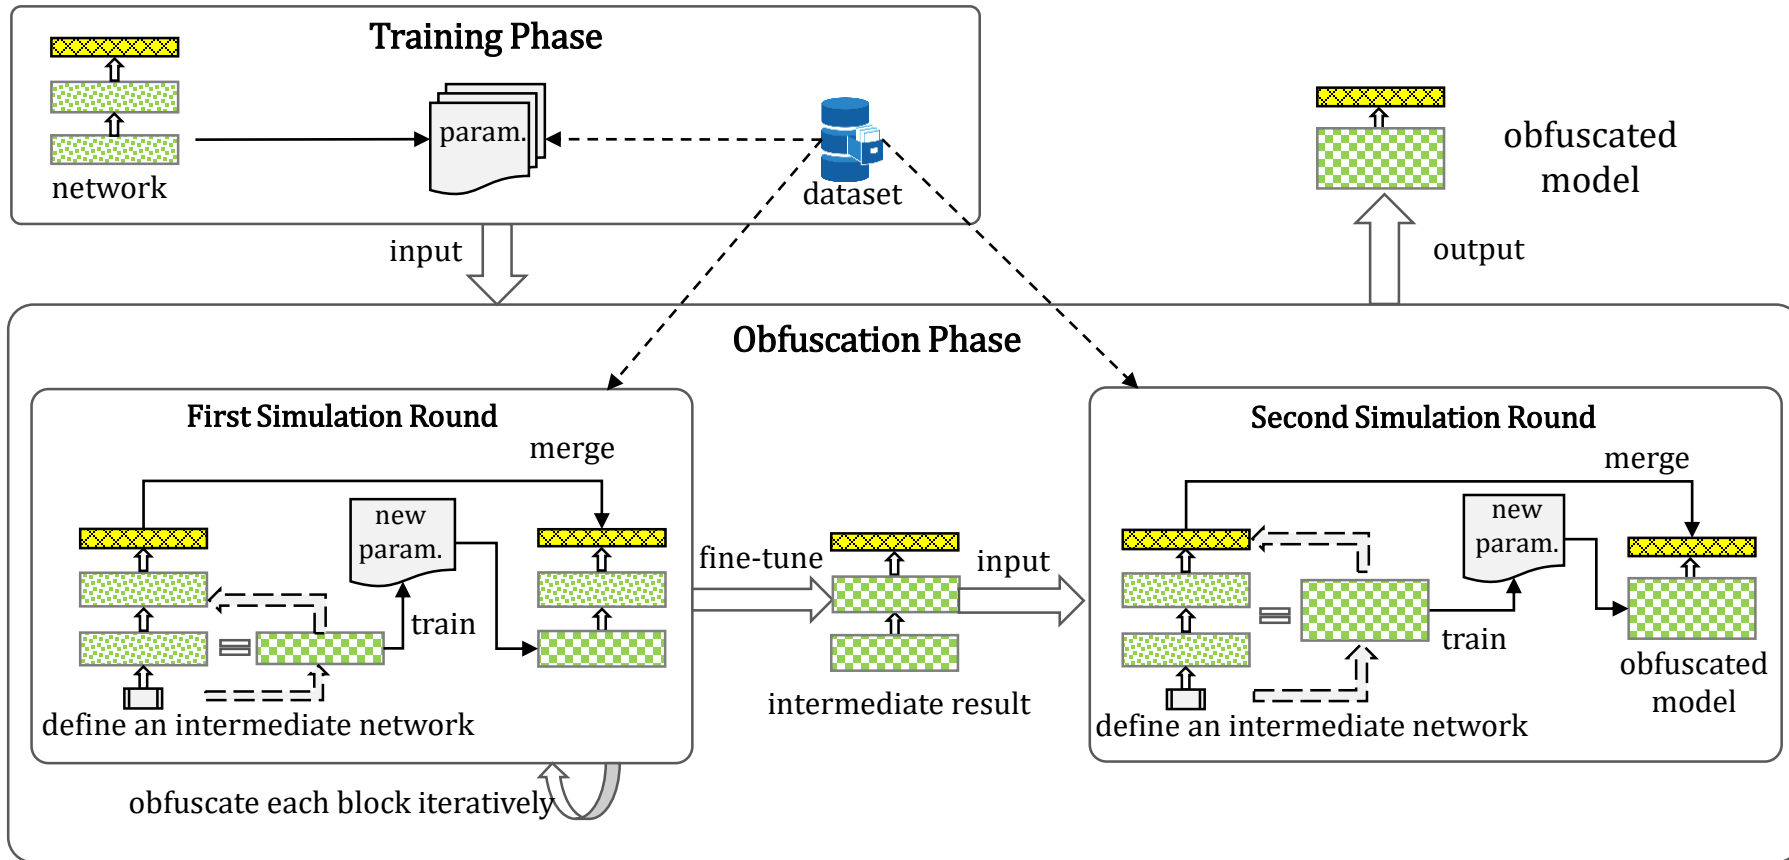 Training Phase
network
param.
dataset
obfuscated
model
input
output
Obfuscation Phase
First Simulation Round
merge
new
param.
train
define an intermediate network
obfuscate each block iteratively
fine-tune
intermediate result
input
Second Simulation Round
merge
new
param.
train
define an intermediate network
obfuscated
model